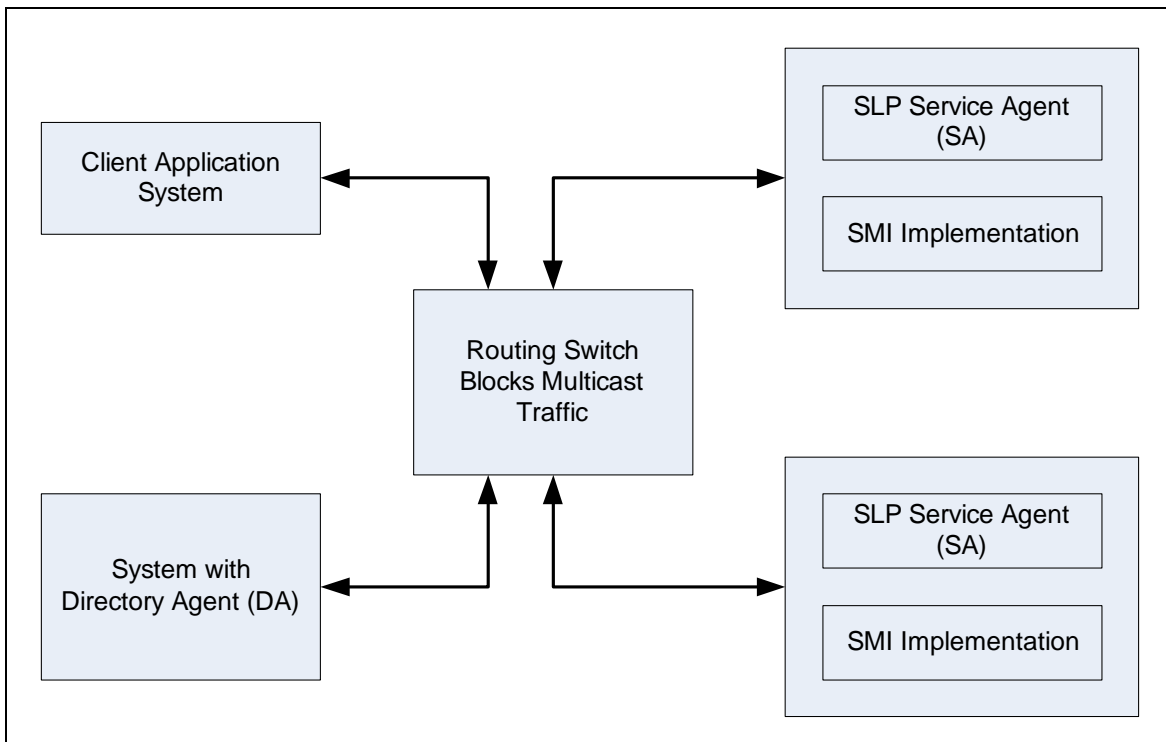 Client Application
System
SLP Service Agent
(SA)
SMI Implementation
Routing Switch
Blocks Multicast
Traffic
System with
Directory Agent (DA)
SLP Service Agent
(SA)
SMI Implementation